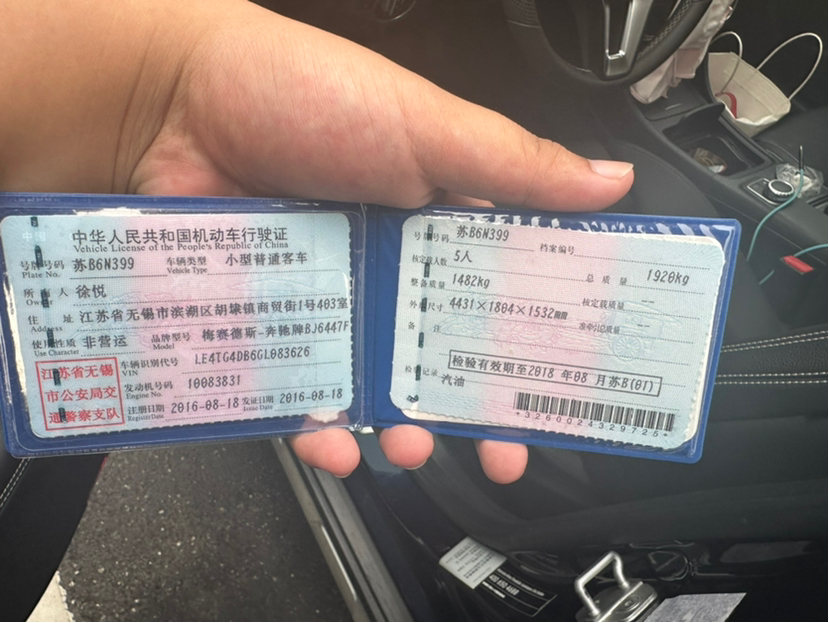 中华人民共和国机动车行驶证
Vehicle License of the People's Republic of China
号牌号码 苏B6N399 车辆类型 小型普通客车
Plate No. Vehicle Type
所有人 徐悦
Owner
住址 江苏省无锡市滨湖区胡埭镇商贸街1号403室
Address
使用性质 非营运 品牌型号 梅赛德斯-奔驰牌BJ6447F
Use Character Model
江苏省无锡
市公安局交
通警察支队
车辆识别代号 LE4TG4DB6GL083626
VIN
发动机号码 10083831
Engine No.
注册日期 2016-08-18 发证日期 2016-08-18
Register Date Issue Date
号牌号码 苏B6N399 档案编号
核定载人数 5人
总质量 1920kg
整备质量 1482kg
核定载质量 --
外廓尺寸 4431×1804×1532
准牵引总质量 --
备注
检验有效期至2018年08月苏B(01)
检验记录 汽油
*3260024329725*